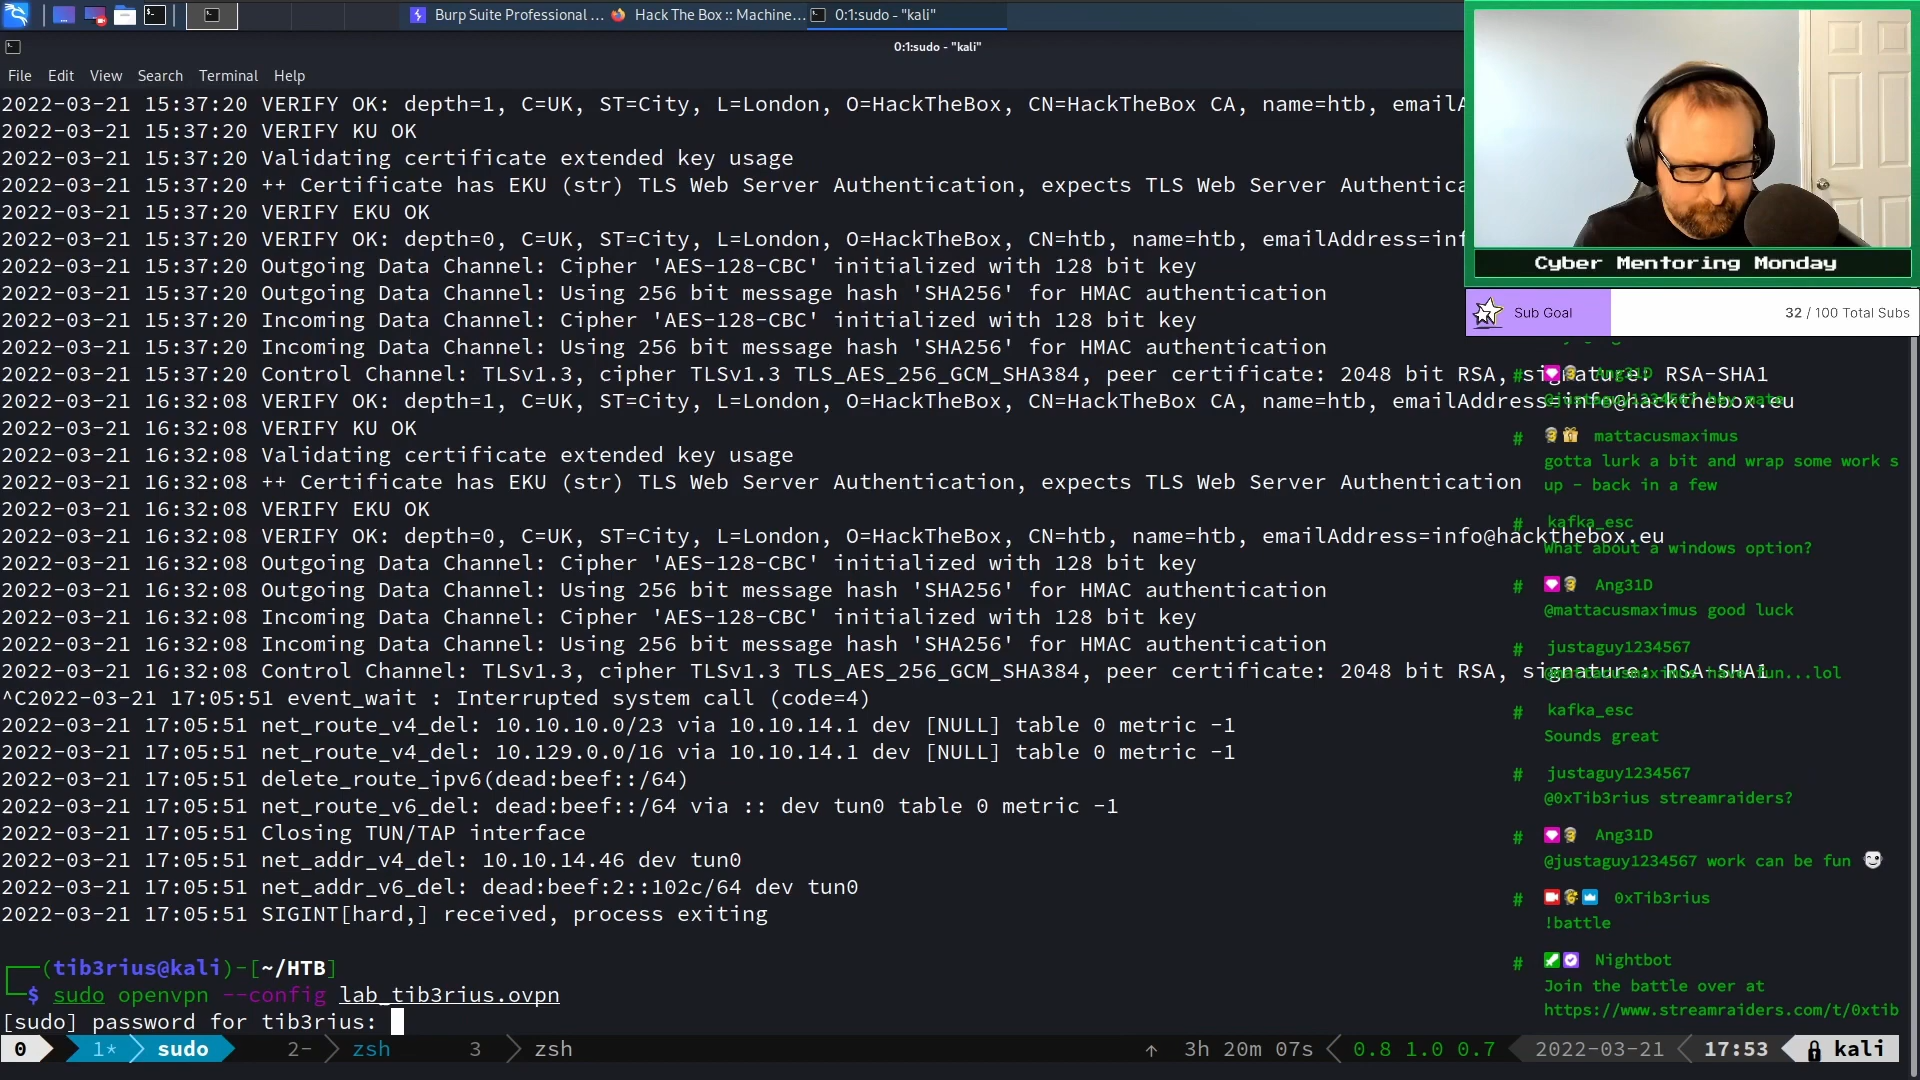 Burp Suite Professional ...
Hack The Box :: Machine...
0:1:sudo - "kali"
0:1:sudo - "kali"
File Edit View Search Terminal Help
2022-03-21 15:37:20 VERIFY OK: depth=1, C=UK, ST=City, L=London, O=HackTheBox, CN=HackTheBox CA, name=htb, emailA
2022-03-21 15:37:20 VERIFY KU OK
2022-03-21 15:37:20 Validating certificate extended key usage
2022-03-21 15:37:20 ++ Certificate has EKU (str) TLS Web Server Authentication, expects TLS Web Server Authentica
2022-03-21 15:37:20 VERIFY EKU OK
2022-03-21 15:37:20 VERIFY OK: depth=0, C=UK, ST=City, L=London, O=HackTheBox, CN=htb, name=htb, emailAddress=inf
2022-03-21 15:37:20 Outgoing Data Channel: Cipher 'AES-128-CBC' initialized with 128 bit key
2022-03-21 15:37:20 Outgoing Data Channel: Using 256 bit message hash 'SHA256' for HMAC authentication
2022-03-21 15:37:20 Incoming Data Channel: Cipher 'AES-128-CBC' initialized with 128 bit key
2022-03-21 15:37:20 Incoming Data Channel: Using 256 bit message hash 'SHA256' for HMAC authentication
2022-03-21 15:37:20 Control Channel: TLSv1.3, cipher TLSv1.3 TLS_AES_256_GCM_SHA384, peer certificate: 2048 bit RSA, signature: RSA-SHA1
2022-03-21 16:32:08 VERIFY OK: depth=1, C=UK, ST=City, L=London, O=HackTheBox, CN=HackTheBox CA, name=htb, emailAddress=info@hackthebox.eu
2022-03-21 16:32:08 VERIFY KU OK
2022-03-21 16:32:08 Validating certificate extended key usage
2022-03-21 16:32:08 ++ Certificate has EKU (str) TLS Web Server Authentication, expects TLS Web Server Authentication
2022-03-21 16:32:08 VERIFY EKU OK
2022-03-21 16:32:08 VERIFY OK: depth=0, C=UK, ST=City, L=London, O=HackTheBox, CN=htb, name=htb, emailAddress=info@hackthebox.eu
2022-03-21 16:32:08 Outgoing Data Channel: Cipher 'AES-128-CBC' initialized with 128 bit key
2022-03-21 16:32:08 Outgoing Data Channel: Using 256 bit message hash 'SHA256' for HMAC authentication
2022-03-21 16:32:08 Incoming Data Channel: Cipher 'AES-128-CBC' initialized with 128 bit key
2022-03-21 16:32:08 Incoming Data Channel: Using 256 bit message hash 'SHA256' for HMAC authentication
2022-03-21 16:32:08 Control Channel: TLSv1.3, cipher TLSv1.3 TLS_AES_256_GCM_SHA384, peer certificate: 2048 bit RSA, signature: RSA-SHA1
^C2022-03-21 17:05:51 event_wait : Interrupted system call (code=4)
2022-03-21 17:05:51 net_route_v4_del: 10.10.10.0/23 via 10.10.14.1 dev [NULL] table 0 metric -1
2022-03-21 17:05:51 net_route_v4_del: 10.129.0.0/16 via 10.10.14.1 dev [NULL] table 0 metric -1
2022-03-21 17:05:51 delete_route_ipv6(dead:beef::/64)
2022-03-21 17:05:51 net_route_v6_del: dead:beef::/64 via :: dev tun0 table 0 metric -1
2022-03-21 17:05:51 Closing TUN/TAP interface
2022-03-21 17:05:51 net_addr_v4_del: 10.10.14.46 dev tun0
2022-03-21 17:05:51 net_addr_v6_del: dead:beef:2::102c/64 dev tun0
2022-03-21 17:05:51 SIGINT[hard,] received, process exiting
(tib3rius@kali)-[~/HTB]
$ sudo openvpn --config lab_tib3rius.ovpn
[sudo] password for tib3rius:
0 1* sudo 2- zsh 3 zsh ↑ 3h 20m 07s 0.8 1.0 0.7 2022-03-21 17:53 kali
Cyber Mentoring Monday
Sub Goal 32 / 100 Total Subs
# Ang31D
@justaguy1234567 hey mate
# mattacusmaximus
gotta lurk a bit and wrap some work s
up - back in a few
# kafka_esc
What about a windows option?
# Ang31D
@mattacusmaximus good luck
# justaguy1234567
@mattacusmaximus have fun...lol
# kafka_esc
Sounds great
# justaguy1234567
@0xTib3rius streamraiders?
# Ang31D
@justaguy1234567 work can be fun
# 0xTib3rius
!battle
# Nightbot
Join the battle over at
https://www.streamraiders.com/t/0xtib